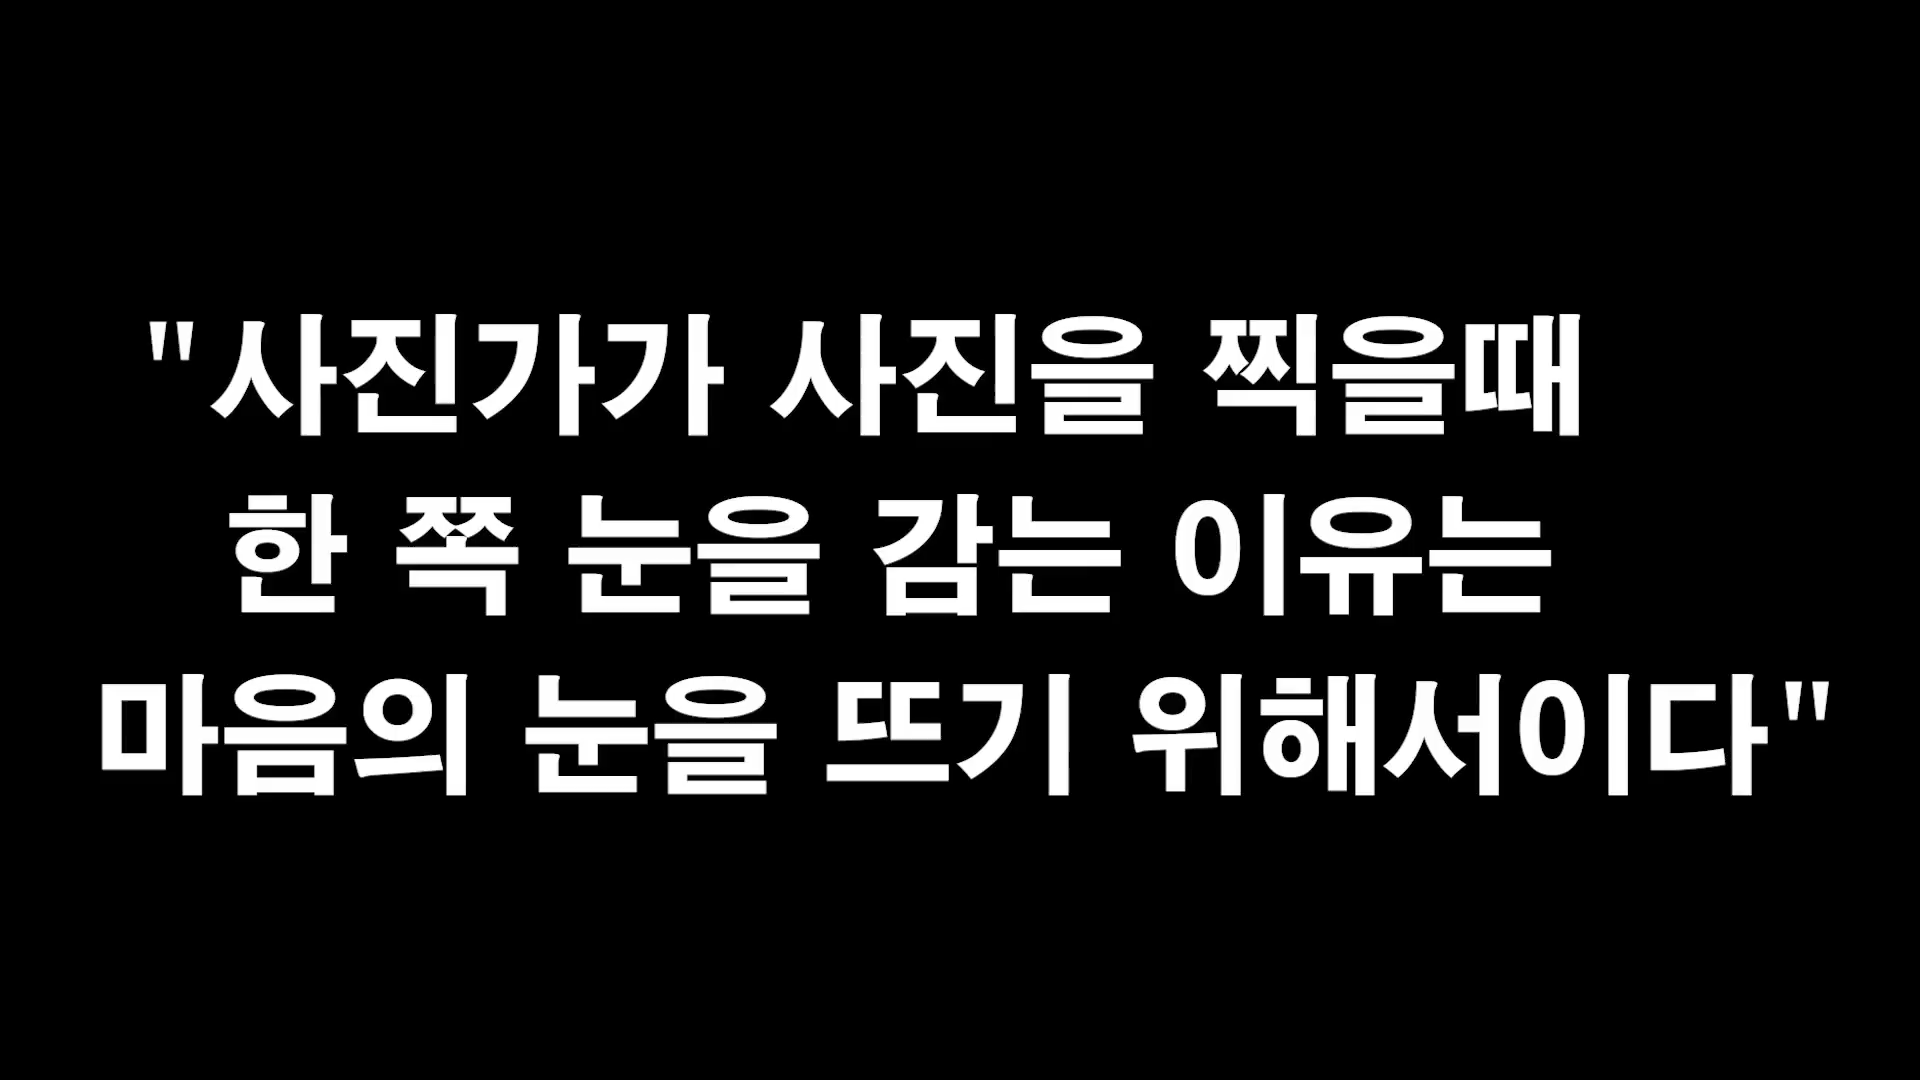 "사진가가 사진을 찍을때
한 쪽 눈을 감는 이유는
마음의 눈을 뜨기 위해서이다"